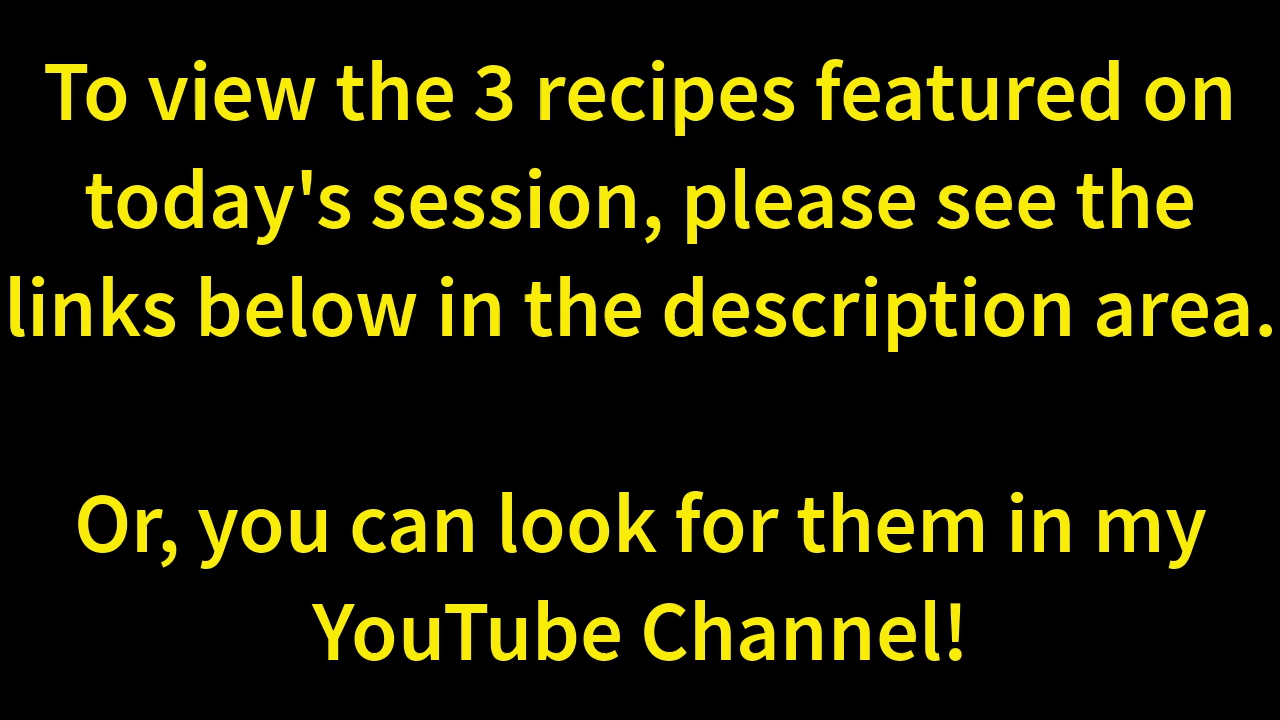 To view the 3 recipes featured on
today's session, please see the
links below in the description area.
Or, you can look for them in my
YouTube Channel!